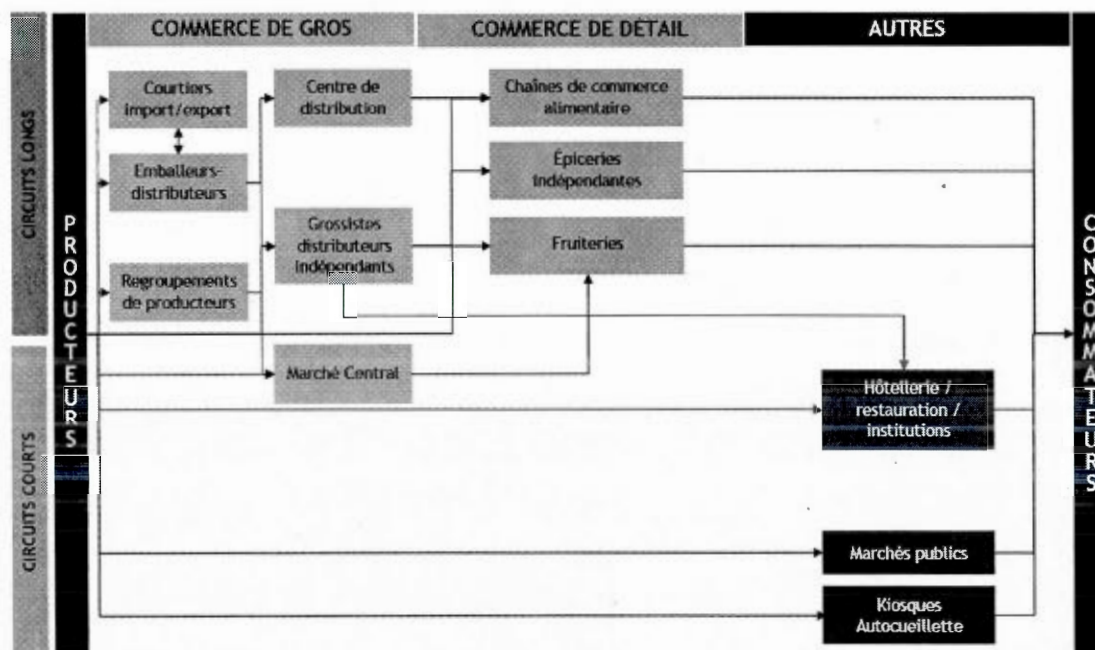 COMMERCE DE GROS
COMMERCE DE DÉTAIL
AUTRES
CIRCUITS LONGS
CIRCUITS COURTS
PRODUCTEURS
Courtiers
import/export
Emballeurs-
distributeurs
Regroupements
de producteurs
Centre de
distribution
Grossistes
distributeurs
indépendants
Marché Central
Chaînes de commerce
alimentaire
Épiceries
indépendantes
Fruiteries
Hôtellerie /
restauration /
institutions
Marchés publics
Kiosques
Autocueillette
CONSOMMATEURS